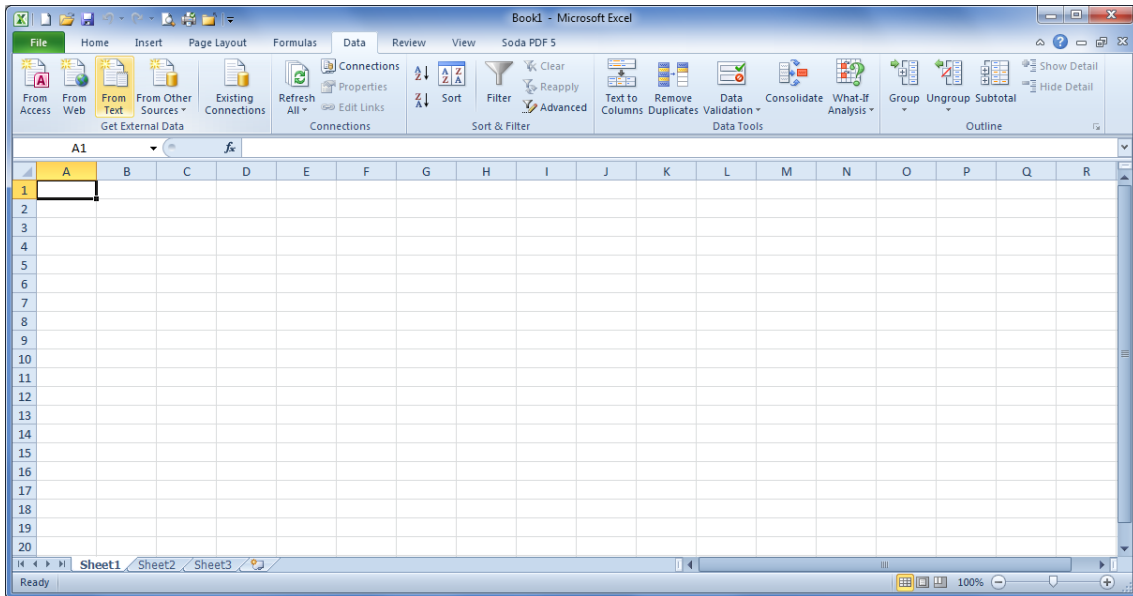 Book1 - Microsoft Excel
File Home Insert Page Layout Formulas Data Review View Soda PDF 5
From Access
From Web
From Text
From Other Sources
Existing Connections
Get External Data
Refresh All
Connections
Properties
Edit Links
Connections
Sort
Filter
Clear
Reapply
Advanced
Sort & Filter
Text to Columns
Remove Duplicates
Data Validation
Consolidate
What-If Analysis
Data Tools
Group
Ungroup
Subtotal
Show Detail
Hide Detail
Outline
A1 fx
A B C D E F G H I J K L M N O P Q R
1
2
3
4
5
6
7
8
9
10
11
12
13
14
15
16
17
18
19
20
Sheet1 Sheet2 Sheet3
Ready 100%